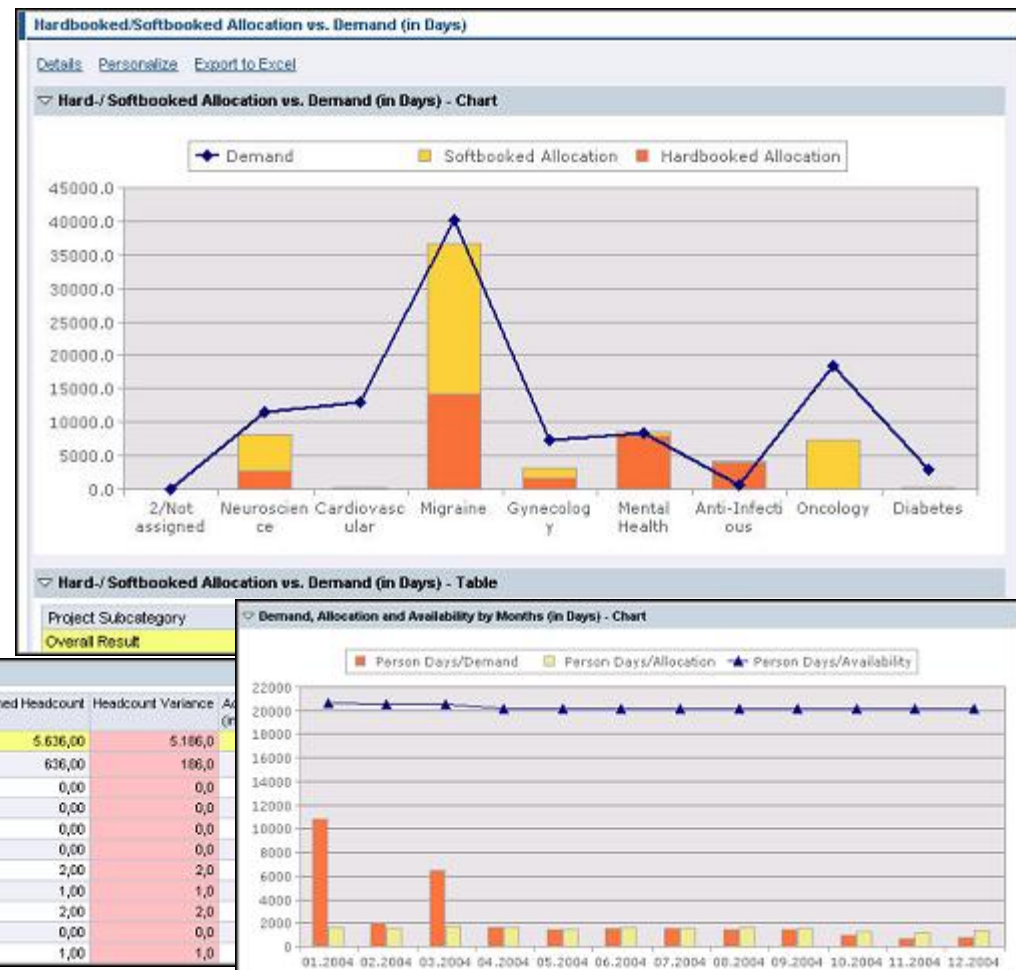 Hardbooked/Softbooked Allocation vs. Demand (in Days)
Details Personalize Export to Excel
Hard-/ Softbooked Allocation vs. Demand (in Days) - Chart
Demand Softbooked Allocation Hardbooked Allocation
45000.0
40000.0
35000.0
30000.0
25000.0
20000.0
15000.0
10000.0
5000.0
0.0
2/Not assigned Neuroscien ce Cardiovasc ular Migraine Gynecolog y Mental Health Anti-Infecti ous Oncology Diabetes
Hard-/ Softbooked Allocation vs. Demand (in Days) - Table
Project Subcategory
Overall Result
Headcount Headcount Variance
5.636,00 5.186,0
636,00 186,0
0,00 0,0
0,00 0,0
0,00 0,0
0,00 0,0
2,00 2,0
1,00 1,0
2,00 2,0
0,00 0,0
1,00 1,0
Demand, Allocation and Availability by Months (in Days) - Chart
Person Days/Demand Person Days/Allocation Person Days/Availability
22000
20000
18000
16000
14000
12000
10000
8000
6000
4000
2000
0
01.2004 02.2004 03.2004 04.2004 05.2004 06.2004 07.2004 08.2004 09.2004 10.2004 11.2004 12.2004